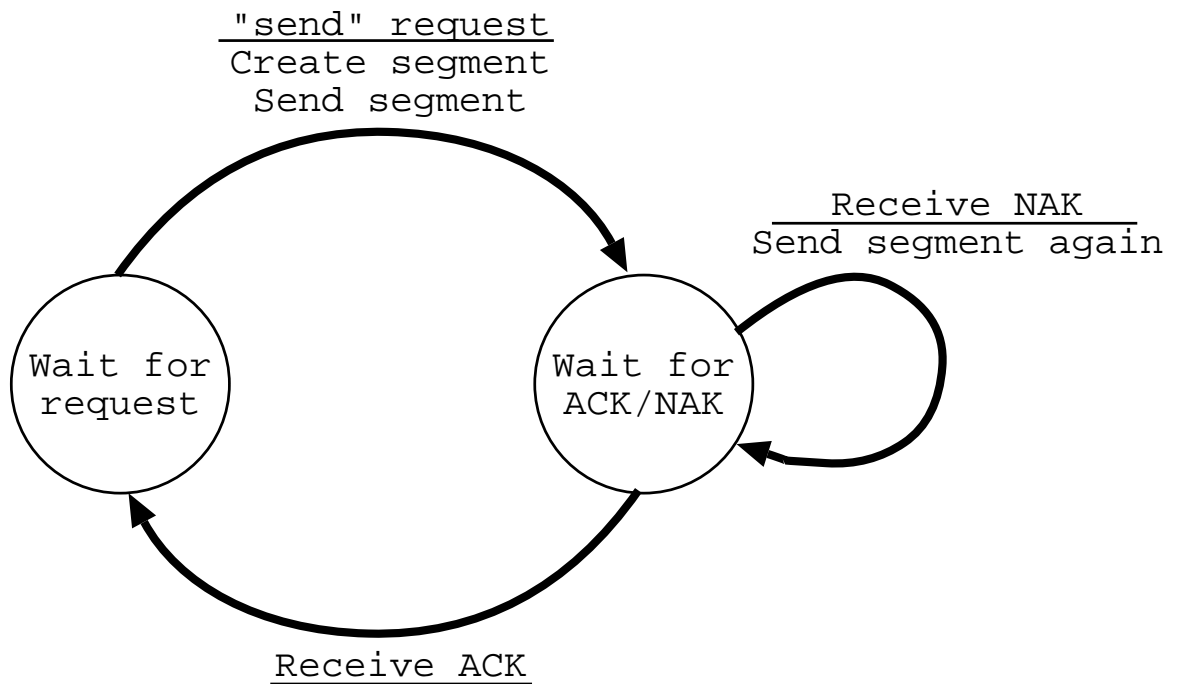 "send" request
Create segment
Send segment
Receive NAK
Send segment again
Wait for
request
Wait for
ACK/NAK
Receive ACK